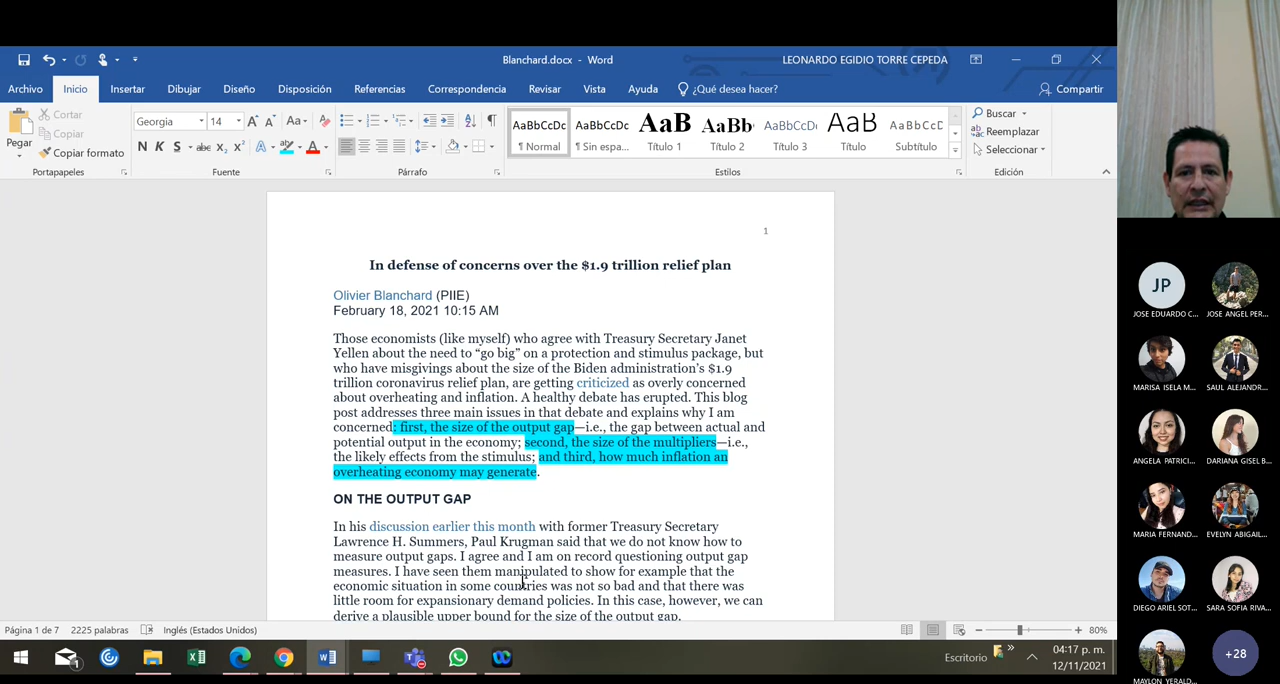 Blanchard.docx - Word
LEONARDO EGIDIO TORRE CEPEDA
Archivo Inicio Insertar Dibujar Diseño Disposición Referencias Correspondencia Revisar Vista Ayuda ¿Qué desea hacer? Compartir
Pegar
Cortar
Copiar
Copiar formato
Portapapeles
Georgia 14
Aa
N K S abc x₂ x² A A
Fuente
Párrafo
AaBbCcDc AaBbCcDc AaB AaBb AaBbCcDc AaB AaBbCcD
¶ Normal ¶ Sin espa... Título 1 Título 2 Título 3 Título Subtítulo
Estilos
Buscar
Reemplazar
Seleccionar
Edición
1
In defense of concerns over the $1.9 trillion relief plan
Olivier Blanchard (PIIE)
February 18, 2021 10:15 AM
Those economists (like myself) who agree with Treasury Secretary Janet
Yellen about the need to “go big” on a protection and stimulus package, but
who have misgivings about the size of the Biden administration’s $1.9
trillion coronavirus relief plan, are getting criticized as overly concerned
about overheating and inflation. A healthy debate has erupted. This blog
post addresses three main issues in that debate and explains why I am
concerned: first, the size of the output gap—i.e., the gap between actual and
potential output in the economy; second, the size of the multipliers—i.e.,
the likely effects from the stimulus; and third, how much inflation an
overheating economy may generate.
ON THE OUTPUT GAP
In his discussion earlier this month with former Treasury Secretary
Lawrence H. Summers, Paul Krugman said that we do not know how to
measure output gaps. I agree and I am on record questioning output gap
measures. I have seen them manipulated to show for example that the
economic situation in some countries was not so bad and that there was
little room for expansionary demand policies. In this case, however, we can
derive a plausible upper bound for the size of the output gap.
Página 1 de 7 2225 palabras Inglés (Estados Unidos) 80%
1
Escritorio
04:17 p. m.
12/11/2021
JP
JOSE EDUARDO C... JOSE ANGEL PER...
MARISA ISELA M... SAUL ALEJANDR...
ANGELA PATRICI... DARIANA GISEL B...
MARIA FERNAND... EVELYN ABIGAIL...
DIEGO ARIEL SOT... SARA SOFIA RIVA...
MAYLON YERALD...
+28